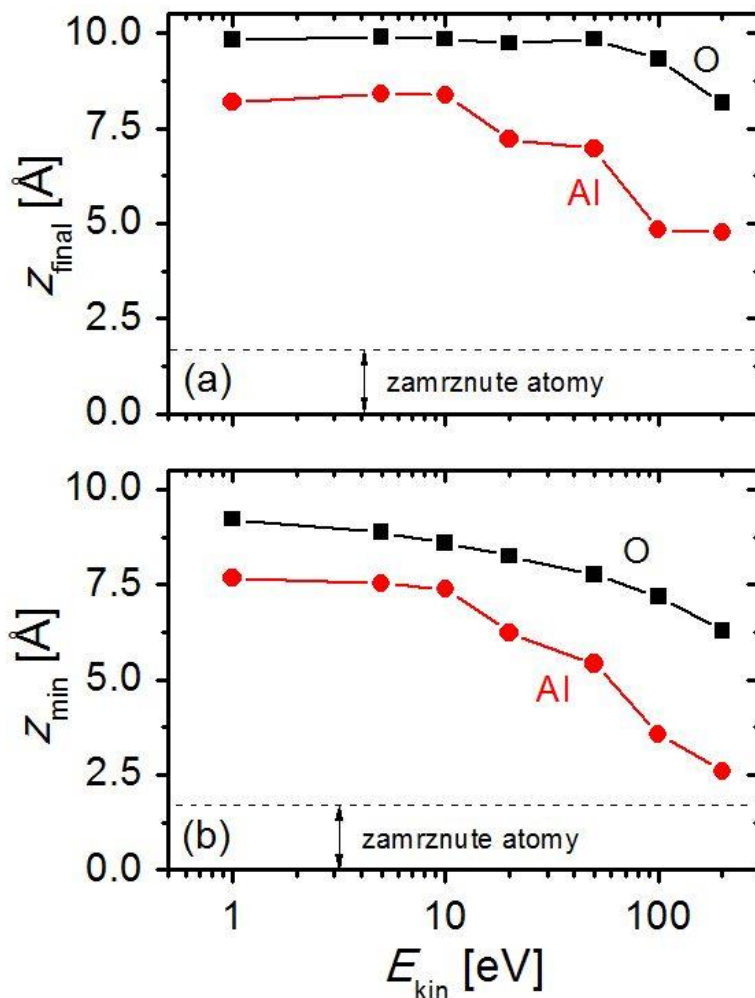 10.0
7.5
5.0
2.5
0.0
z_final [Å]
O
Al
(a)
zamrznute atomy
10.0
7.5
5.0
2.5
0.0
z_min [Å]
O
Al
(b)
zamrznute atomy
1
10
100
E_kin [eV]